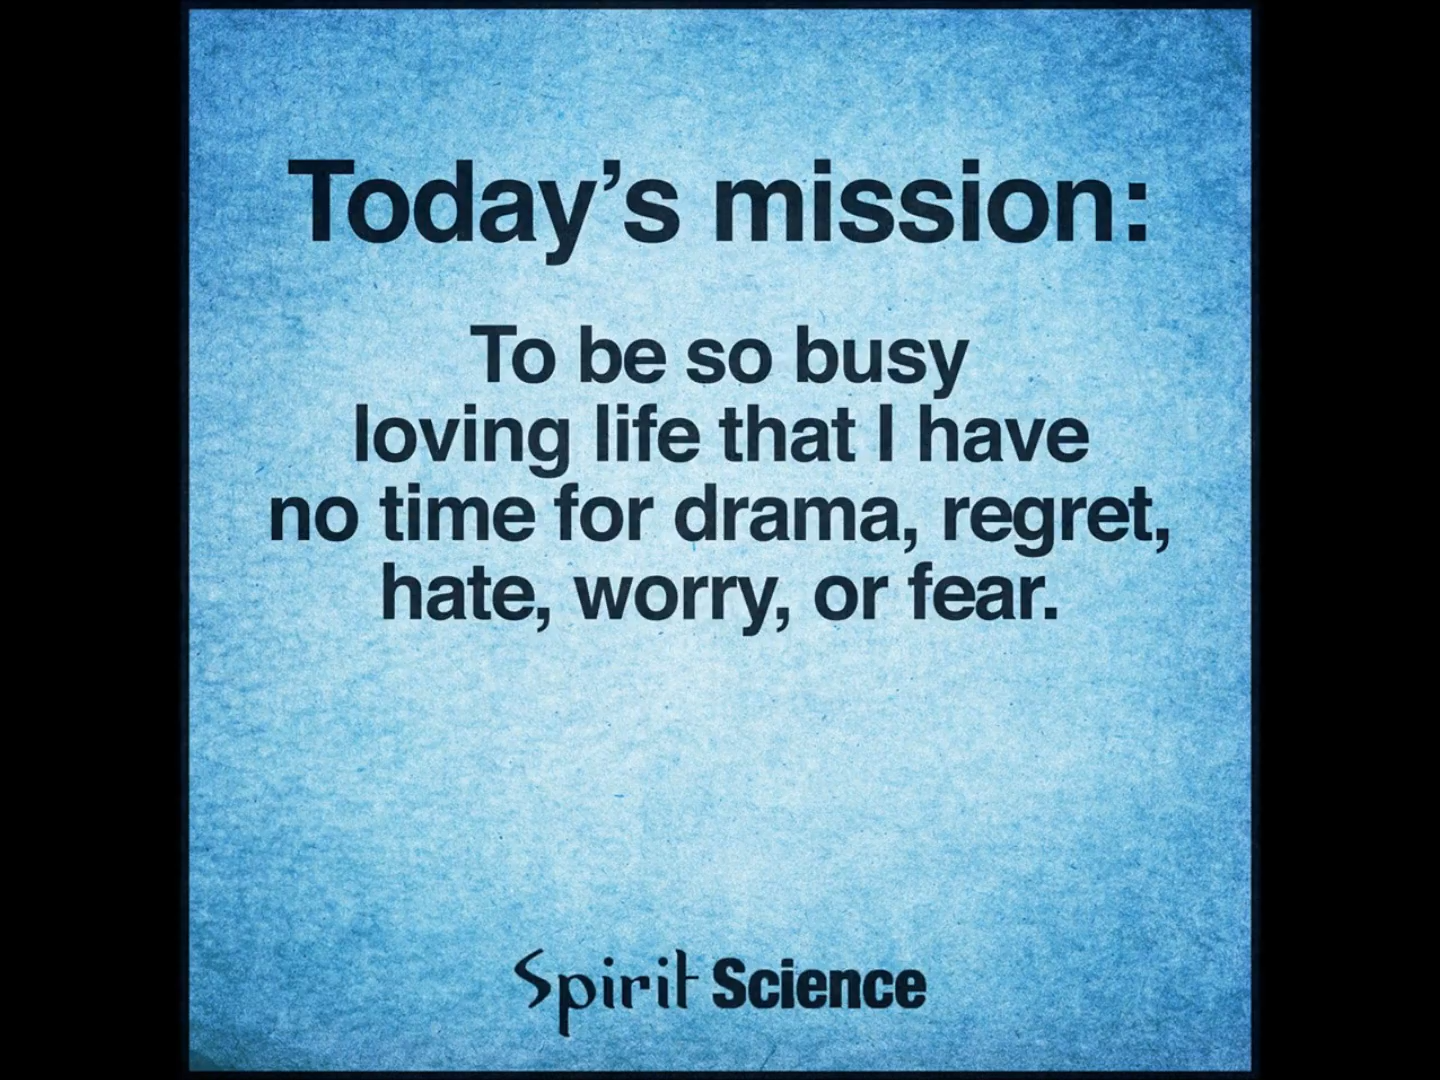 Today’s mission:
To be so busy
loving life that I have
no time for drama, regret,
hate, worry, or fear.
Spirit Science